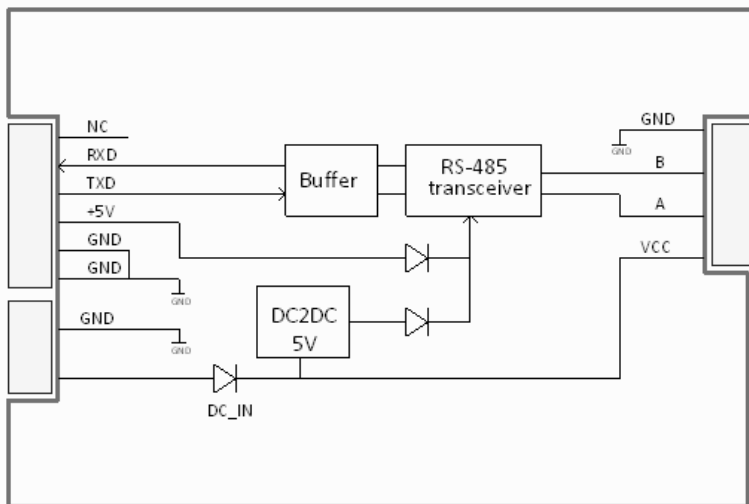 NC
GND
RXD
GND
B
Buffer
RS-485
transceiver
TXD
+5V
A
GND
VCC
GND
GND
GND
DC2DC
5V
GND
DC_IN